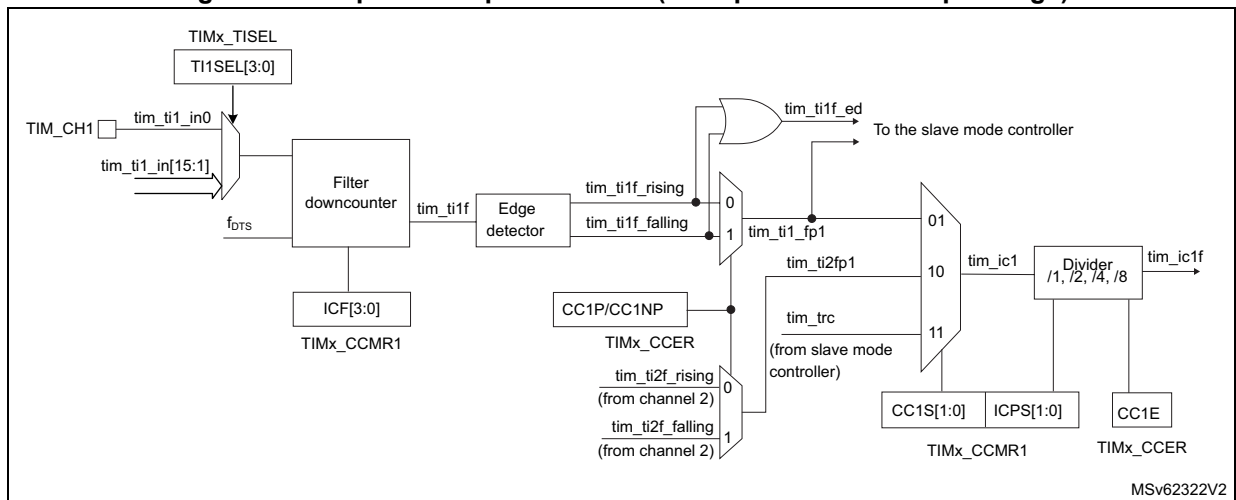 TIMx_TISEL
TI1SEL[3:0]
TIM_CH1
tim_ti1_in0
tim_ti1_in[15:1]
fDTS
Filter
downcounter
ICF[3:0]
TIMx_CCMR1
tim_ti1f
Edge
detector
tim_ti1f_rising
tim_ti1f_falling
0
1
tim_ti1f_ed
To the slave mode controller
tim_ti1_fp1
tim_ti2fp1
CC1P/CC1NP
TIMx_CCER
tim_trc
(from slave mode
controller)
tim_ti2f_rising
(from channel 2)
tim_ti2f_falling
(from channel 2)
0
1
01
10
11
tim_ic1
Divider
/1, /2, /4, /8
tim_ic1f
CC1S[1:0]
ICPS[1:0]
TIMx_CCMR1
CC1E
TIMx_CCER
MSv62322V2